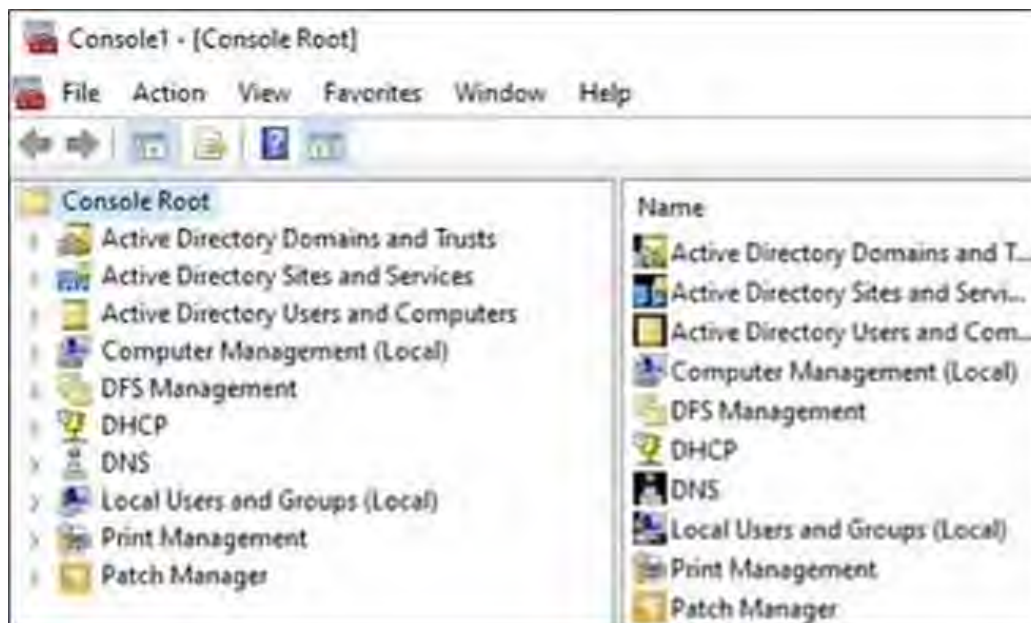 Console1 - [Console Root]
File Action View Favorites Window Help
Console Root
Active Directory Domains and Trusts
Active Directory Sites and Services
Active Directory Users and Computers
Computer Management (Local)
DFS Management
DHCP
DNS
Local Users and Groups (Local)
Print Management
Patch Manager
Name
Active Directory Domains and T...
Active Directory Sites and Servi...
Active Directory Users and Com...
Computer Management (Local)
DFS Management
DHCP
DNS
Local Users and Groups (Local)
Print Management
Patch Manager